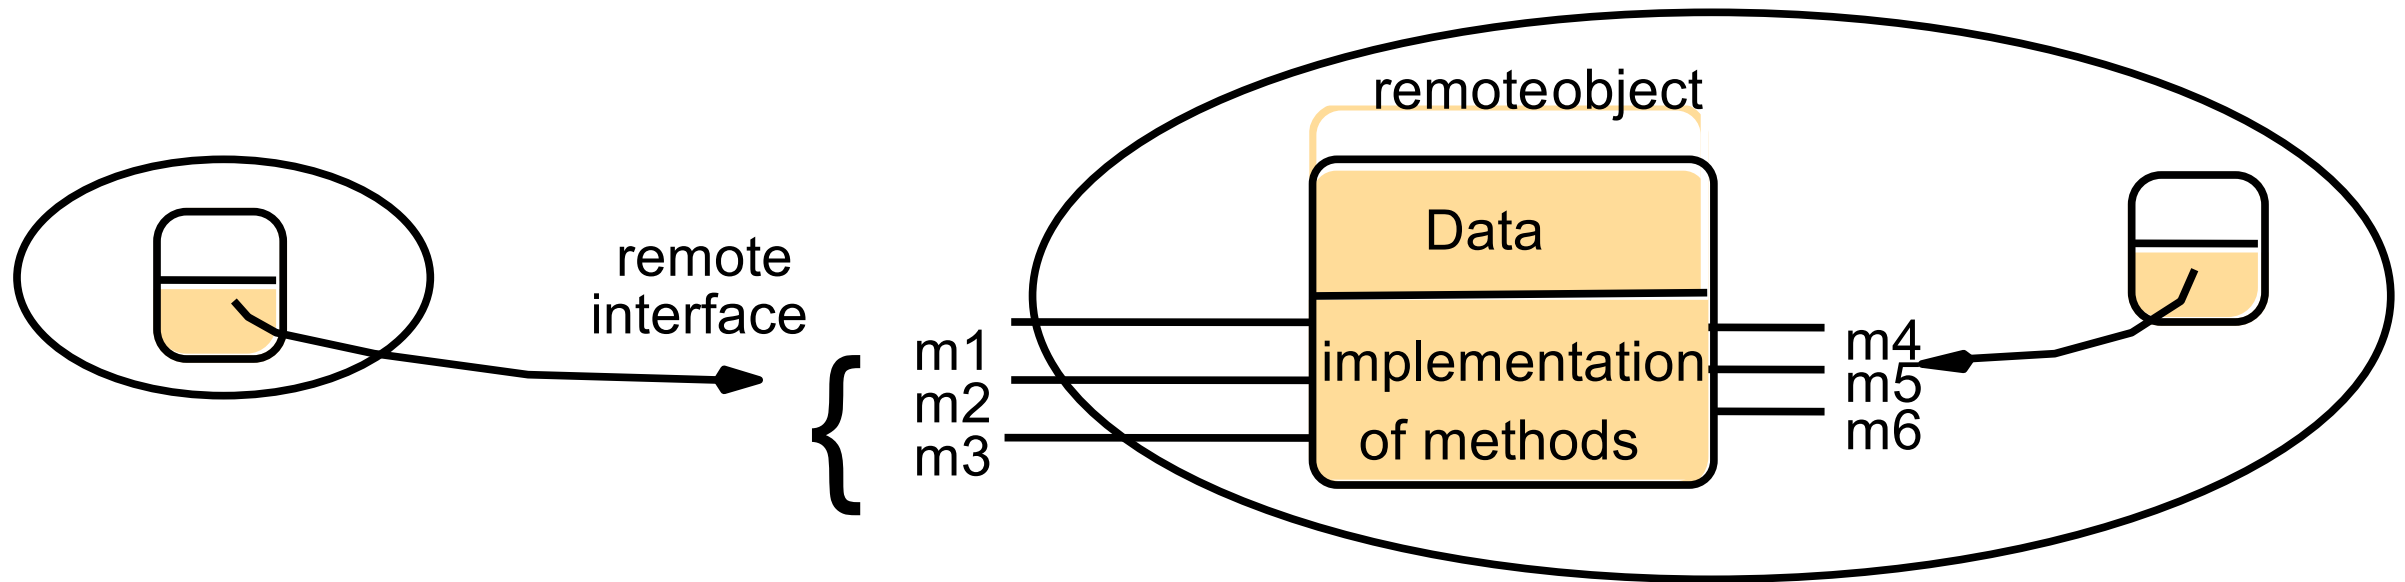 remoteobject
Data
remote
interface
{
m1
m2
m3
implementation
of methods
m4
m5
m6